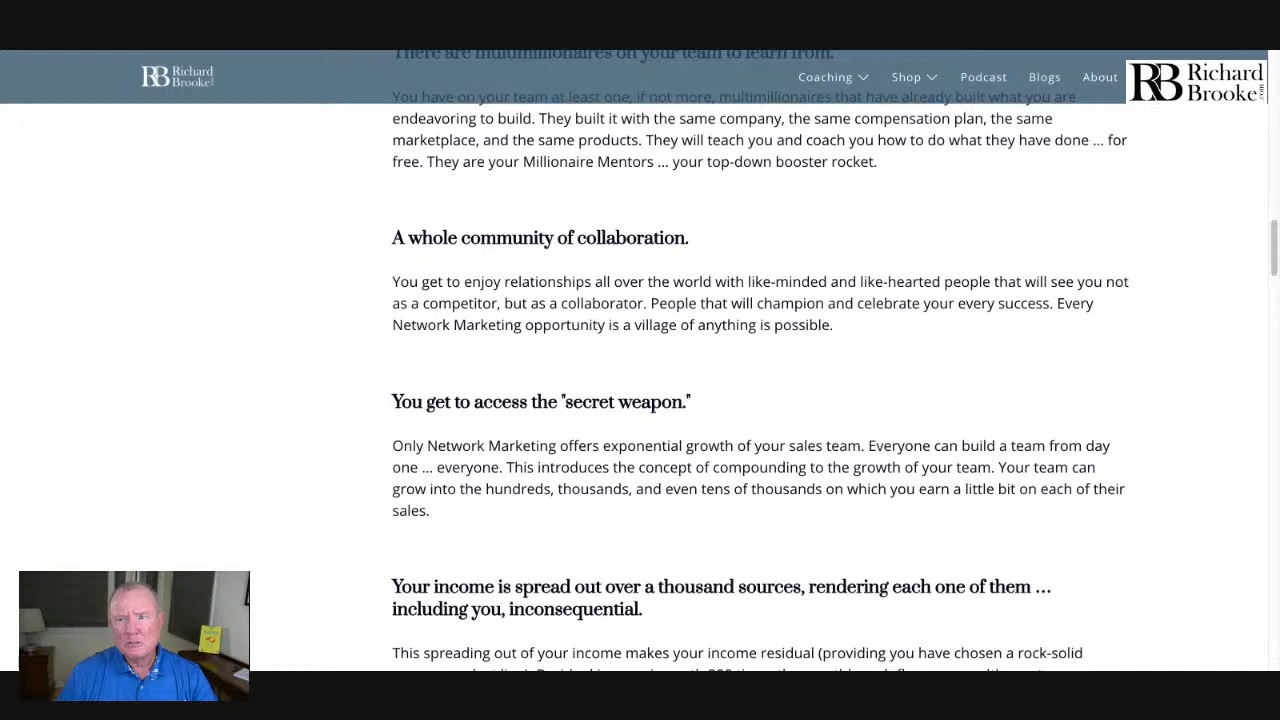 There are multimillionaires on your team to learn from.
RB Richard Brooke
Coaching Shop Podcast Blogs About
RB Richard Brooke .com
You have on your team at least one, if not more, multimillionaires that have already built what you are
endeavoring to build. They built it with the same company, the same compensation plan, the same
marketplace, and the same products. They will teach you and coach you how to do what they have done ... for
free. They are your Millionaire Mentors ... your top-down booster rocket.
A whole community of collaboration.
You get to enjoy relationships all over the world with like-minded and like-hearted people that will see you not
as a competitor, but as a collaborator. People that will champion and celebrate your every success. Every
Network Marketing opportunity is a village of anything is possible.
You get to access the "secret weapon."
Only Network Marketing offers exponential growth of your sales team. Everyone can build a team from day
one ... everyone. This introduces the concept of compounding to the growth of your team. Your team can
grow into the hundreds, thousands, and even tens of thousands on which you earn a little bit on each of their
sales.
Your income is spread out over a thousand sources, rendering each one of them ...
including you, inconsequential.
This spreading out of your income makes your income residual (providing you have chosen a rock-solid